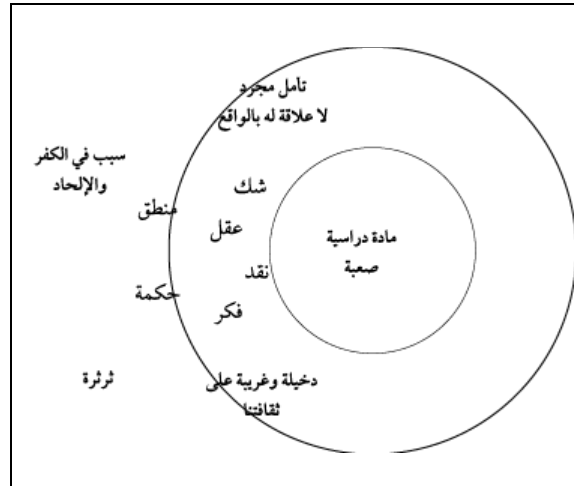 تأمل مجرد
لا علاقة له بالواقع
سبب في الكفر
والإلحاد
شك
منطق
عقل
مادة دراسية
صعبة
نقد
حكمة
فكر
ثرثرة
دخيلة وغريبة على
ثقافتنا